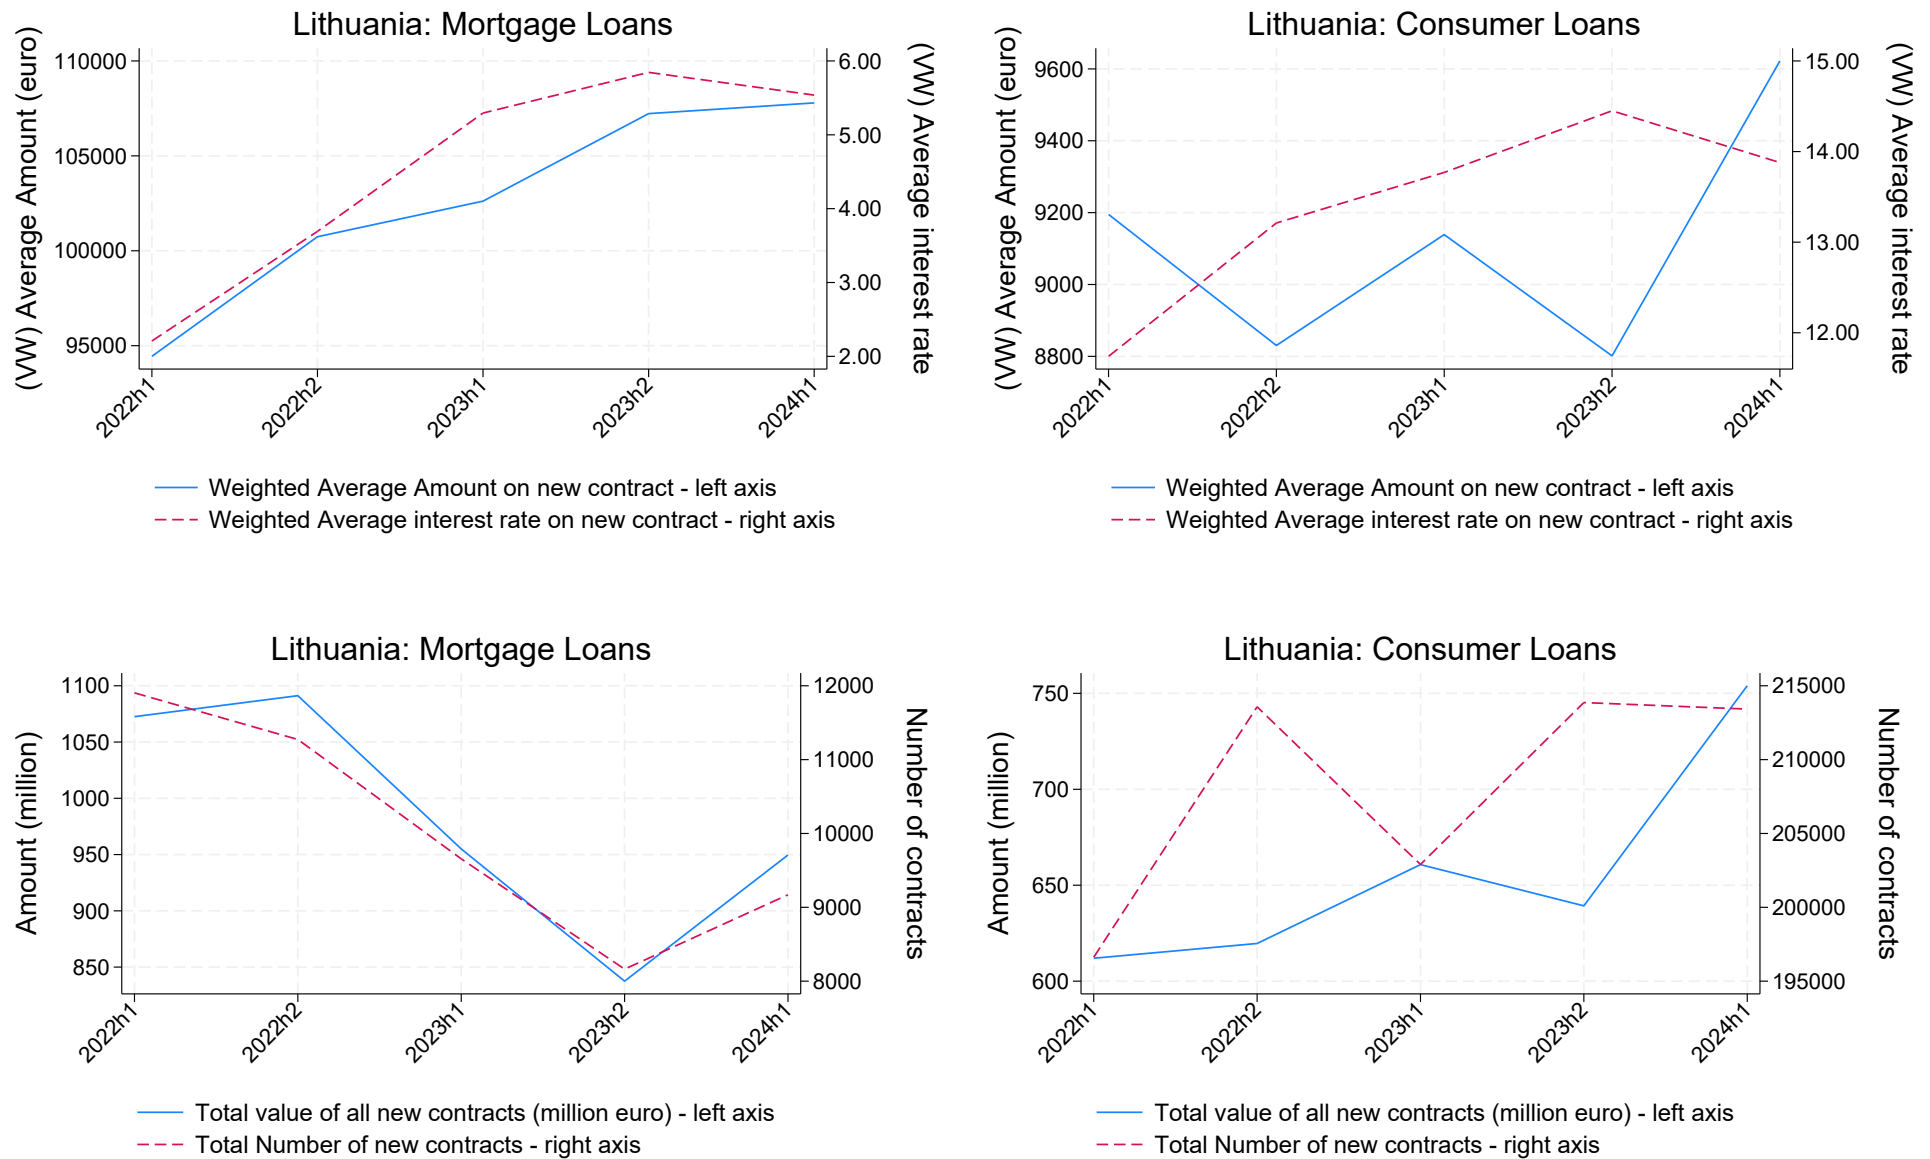 Lithuania: Mortgage Loans
(VW) Average Amount (euro)
110000
105000
100000
95000
6.00
5.00
4.00
3.00
2.00
(VW) Average interest rate
2022h1
2022h2
2023h1
2023h2
2024h1
Weighted Average Amount on new contract - left axis
Weighted Average interest rate on new contract - right axis
Lithuania: Consumer Loans
(VW) Average Amount (euro)
9600
9400
9200
9000
8800
15.00
14.00
13.00
12.00
(VW) Average interest rate
2022h1
2022h2
2023h1
2023h2
2024h1
Weighted Average Amount on new contract - left axis
Weighted Average interest rate on new contract - right axis
Lithuania: Mortgage Loans
Amount (million)
1100
1050
1000
950
900
850
12000
11000
10000
9000
8000
Number of contracts
2022h1
2022h2
2023h1
2023h2
2024h1
Total value of all new contracts (million euro) - left axis
Total Number of new contracts - right axis
Lithuania: Consumer Loans
Amount (million)
750
700
650
600
215000
210000
205000
200000
195000
Number of contracts
2022h1
2022h2
2023h1
2023h2
2024h1
Total value of all new contracts (million euro) - left axis
Total Number of new contracts - right axis